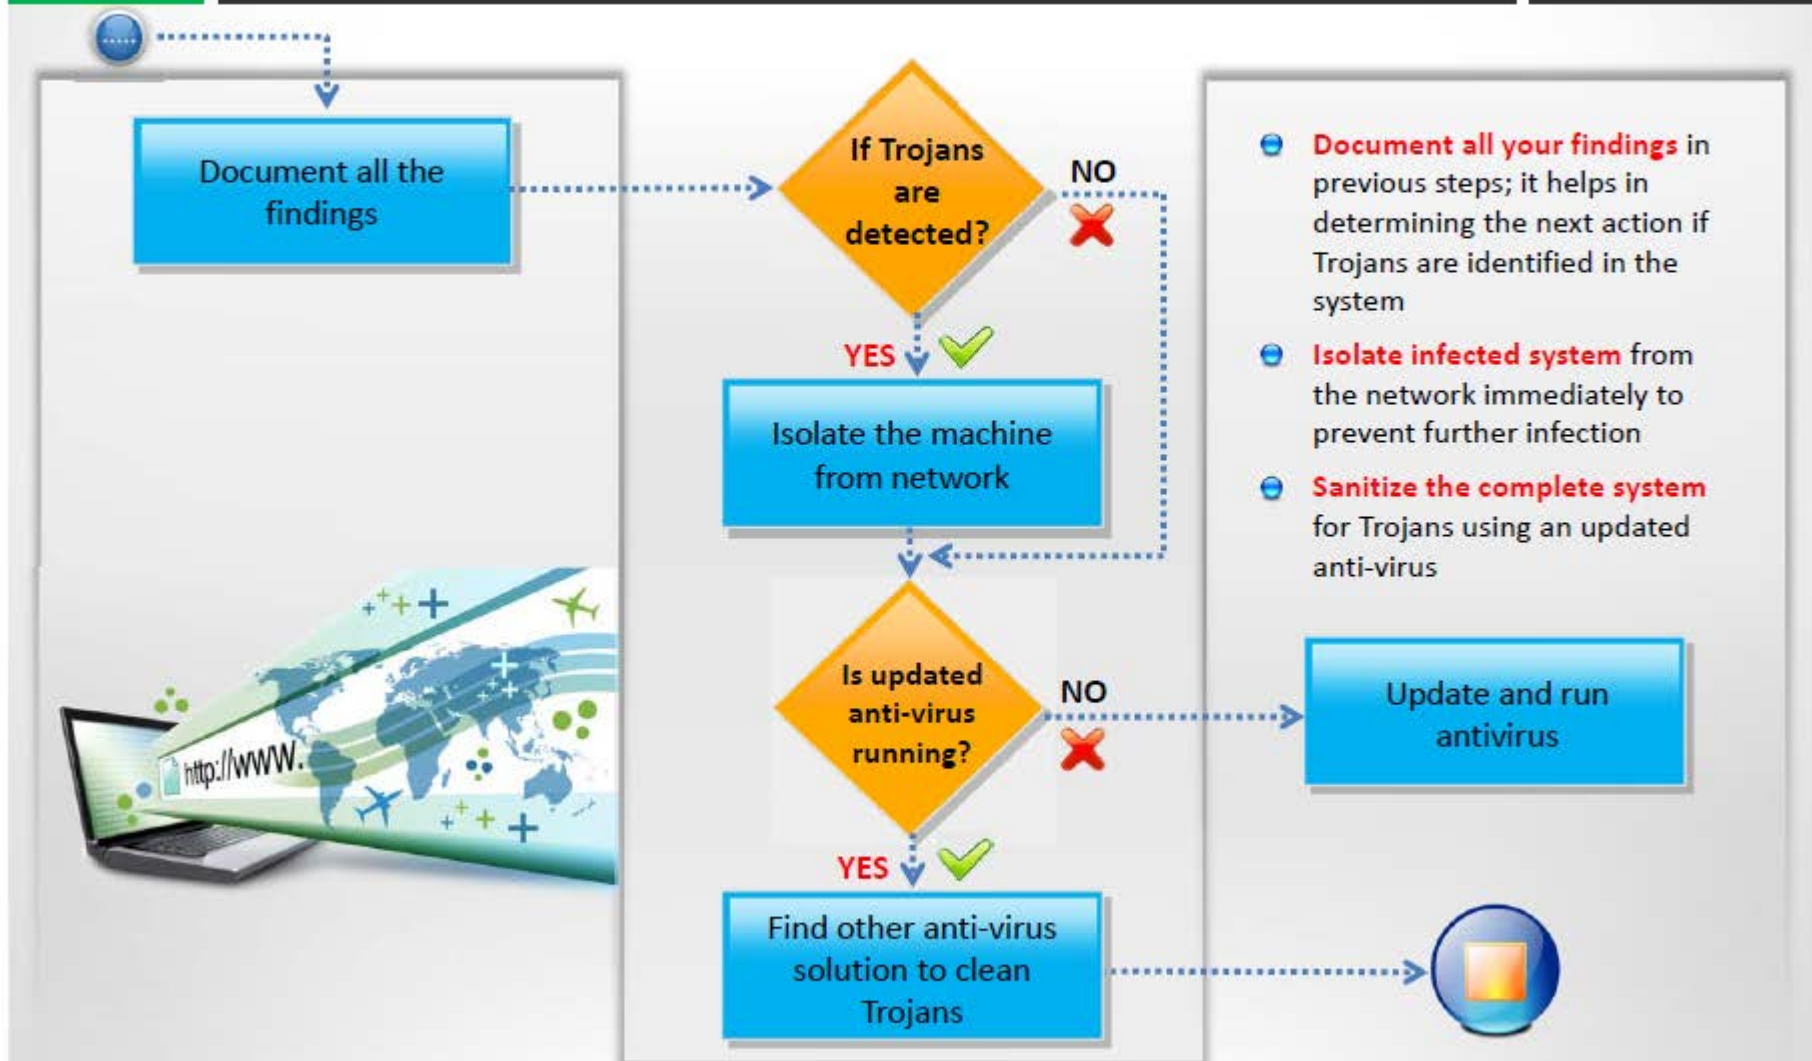 Document all the
findings
If Trojans
are
detected?
NO
YES
Isolate the machine
from network
Is updated
anti-virus
running?
NO
YES
Find other anti-virus
solution to clean
Trojans
Document all your findings in
previous steps; it helps in
determining the next action if
Trojans are identified in the
system
Isolate infected system from
the network immediately to
prevent further infection
Sanitize the complete system
for Trojans using an updated
anti-virus
Update and run
antivirus
http://WWW.